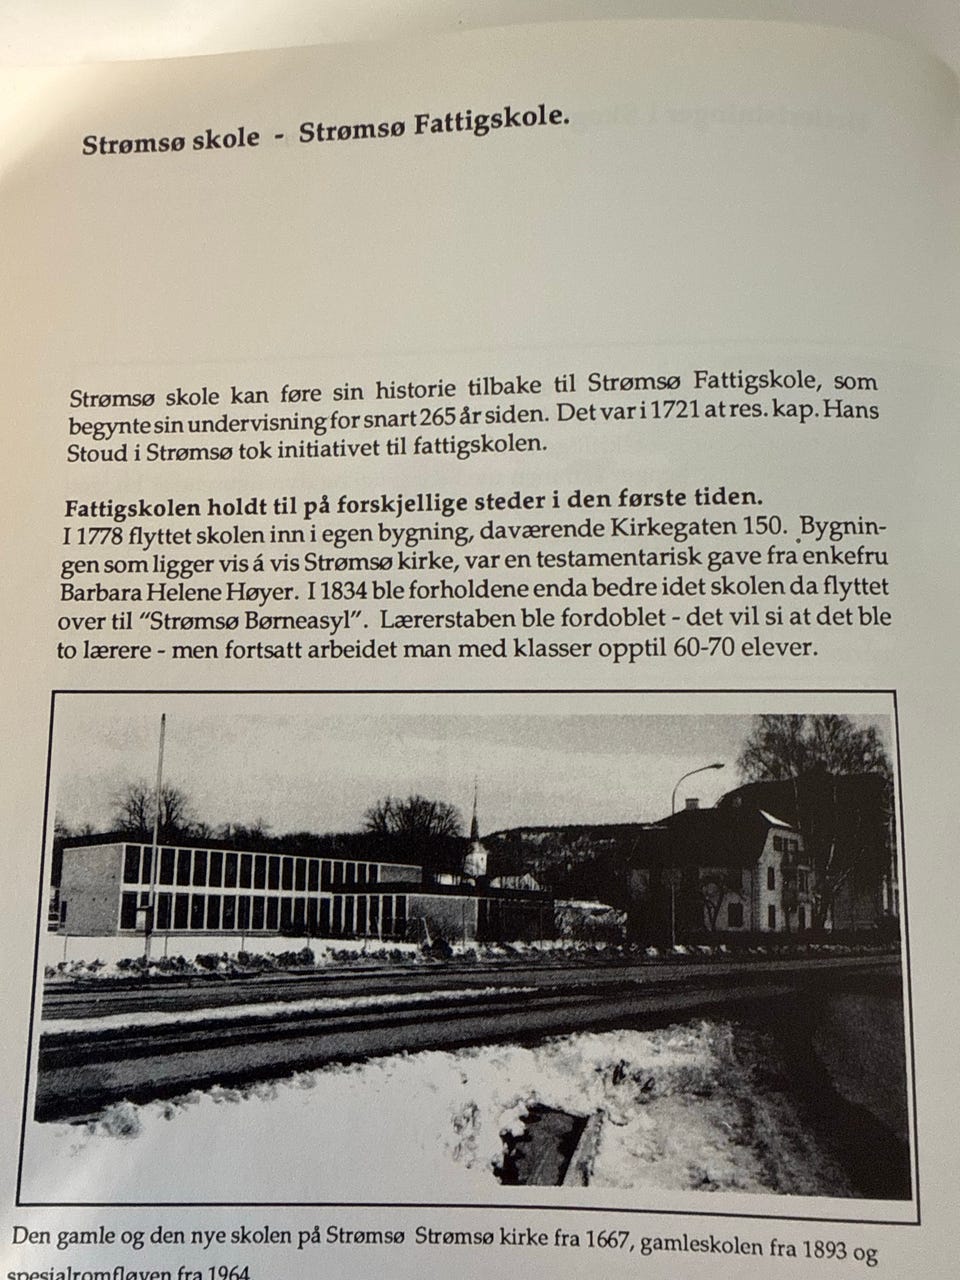 Strømsø skole - Strømsø Fattigskole.
Strømsø skole kan føre sin historie tilbake til Strømsø Fattigskole, som
begynte sin undervisning for snart 265 år siden. Det var i 1721 at res. kap. Hans
Stoud i Strømsø tok initiativet til fattigskolen.
Fattigskolen holdt til på forskjellige steder i den første tiden.
I 1778 flyttet skolen inn i egen bygning, daværende Kirkegaten 150. Bygnin-
gen som ligger vis á vis Strømsø kirke, var en testamentarisk gave fra enkefru
Barbara Helene Høyer. I 1834 ble forholdene enda bedre idet skolen da flyttet
over til "Strømsø Børneasyl". Lærerstaben ble fordoblet - det vil si at det ble
to lærere - men fortsatt arbeidet man med klasser opptil 60-70 elever.
Den gamle og den nye skolen på Strømsø Strømsø kirke fra 1667, gamleskolen fra 1893 og
spesialromfløyen fra 1964